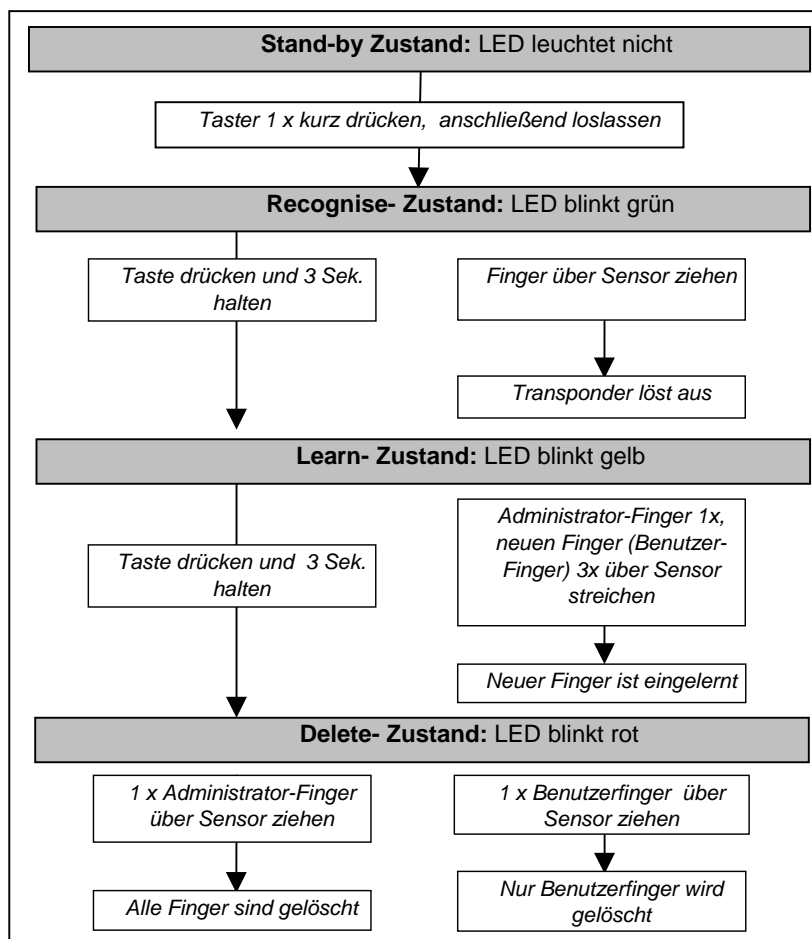 Stand-by Zustand: LED leuchtet nicht
Taster 1 x kurz drücken, anschließend loslassen
Recognise- Zustand: LED blinkt grün
Taste drücken und 3 Sek.
halten
Finger über Sensor ziehen
Transponder löst aus
Learn- Zustand: LED blinkt gelb
Taste drücken und 3 Sek.
halten
Administrator-Finger 1x,
neuen Finger (Benutzer-
Finger) 3x über Sensor
streichen
Neuer Finger ist eingelernt
Delete- Zustand: LED blinkt rot
1 x Administrator-Finger
über Sensor ziehen
Alle Finger sind gelöscht
1 x Benutzerfinger über
Sensor ziehen
Nur Benutzerfinger wird
gelöscht